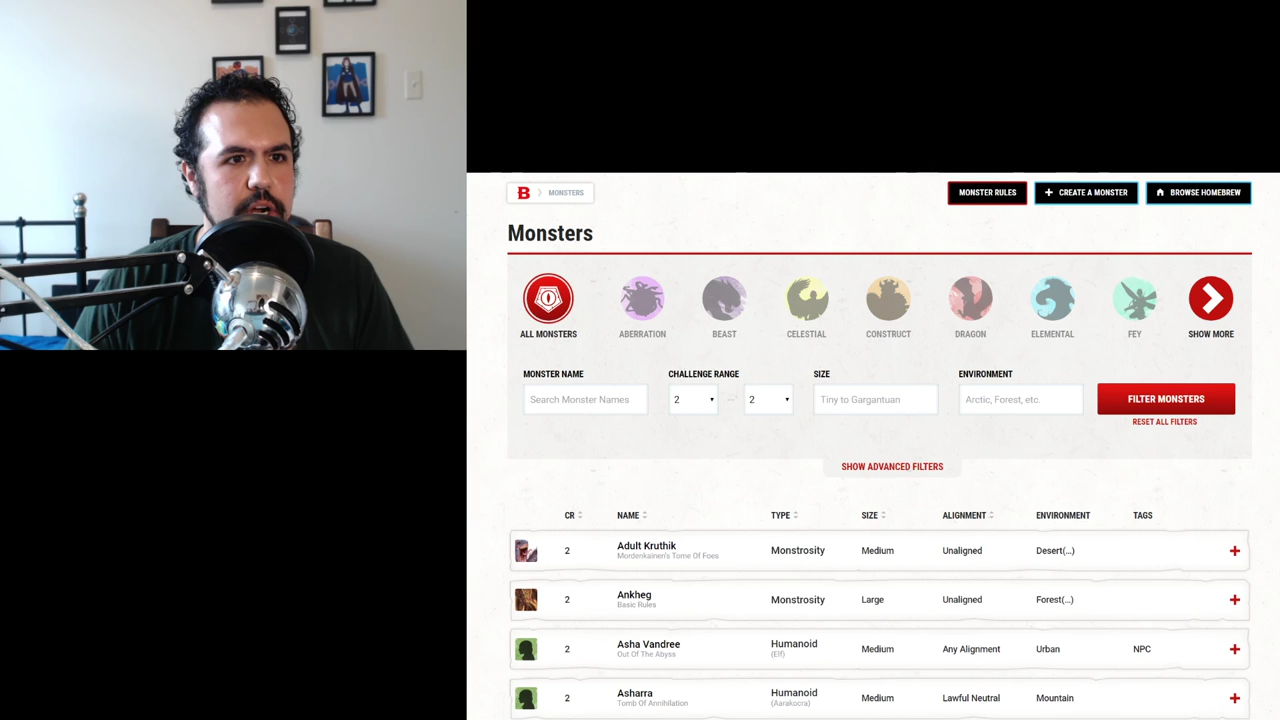 B
MONSTERS
MONSTER RULES
+ CREATE A MONSTER
BROWSE HOMEBREW
Monsters
ALL MONSTERS
ABERRATION
BEAST
CELESTIAL
CONSTRUCT
DRAGON
ELEMENTAL
FEY
SHOW MORE
MONSTER NAME
CHALLENGE RANGE
SIZE
ENVIRONMENT
Search Monster Names
2
2
Tiny to Gargantuan
Arctic, Forest, etc.
FILTER MONSTERS
RESET ALL FILTERS
SHOW ADVANCED FILTERS
CR NAME TYPE SIZE ALIGNMENT ENVIRONMENT TAGS
2 Adult Kruthik Monstrosity Medium Unaligned Desert(...) +
Mordenkainen's Tome Of Foes
2 Ankheg Monstrosity Large Unaligned Forest(...) +
Basic Rules
2 Asha Vandree Humanoid Medium Any Alignment Urban NPC +
Out Of The Abyss (Elf)
2 Asharra Humanoid Medium Lawful Neutral Mountain +
Tomb Of Annihilation (Aarakocra)